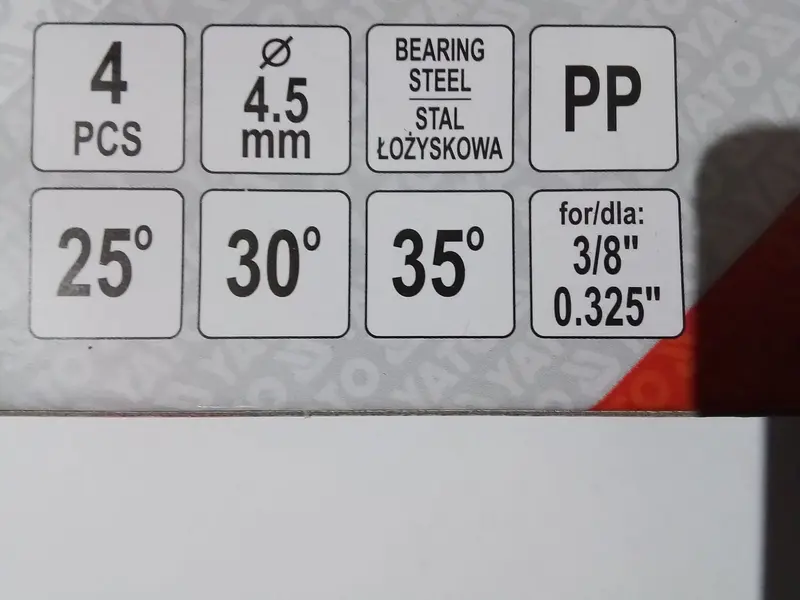 4
PCS
Ø
4.5
mm
BEARING
STEEL
STAL
ŁOŻYSKOWA
PP
25°
30°
35°
for/dla:
3/8"
0.325"
YATO